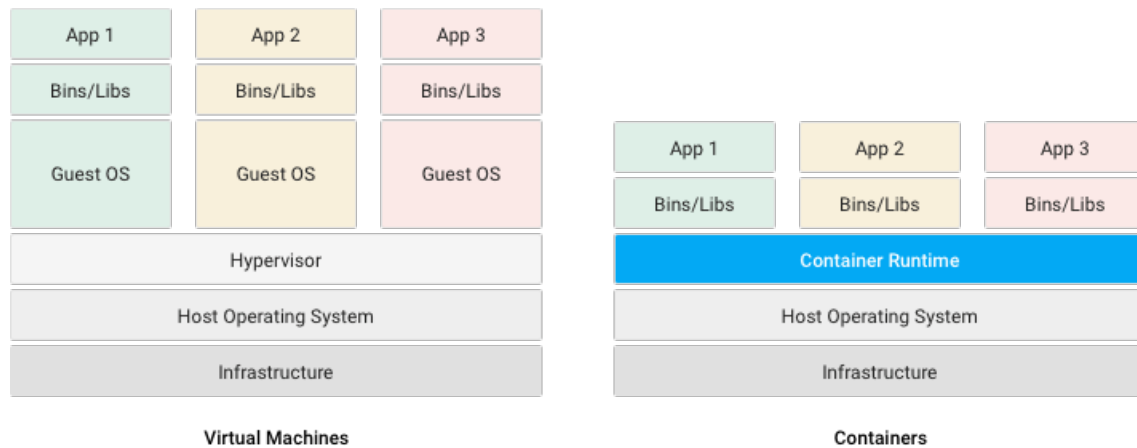 App 1
App 2
App 3
Bins/Libs
Bins/Libs
Bins/Libs
Guest OS
Guest OS
Guest OS
Hypervisor
Host Operating System
Infrastructure
Virtual Machines
App 1
App 2
App 3
Bins/Libs
Bins/Libs
Bins/Libs
Container Runtime
Host Operating System
Infrastructure
Containers